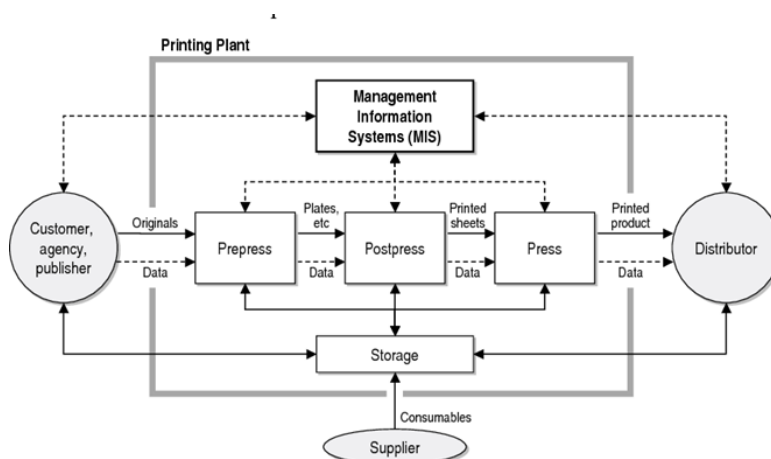 Printing Plant
Management
Information
Systems (MIS)
Customer,
agency,
publisher
Originals
Data
Prepress
Plates,
etc
Data
Postpress
Printed
sheets
Data
Press
Printed
product
Data
Distributor
Storage
Consumables
Supplier